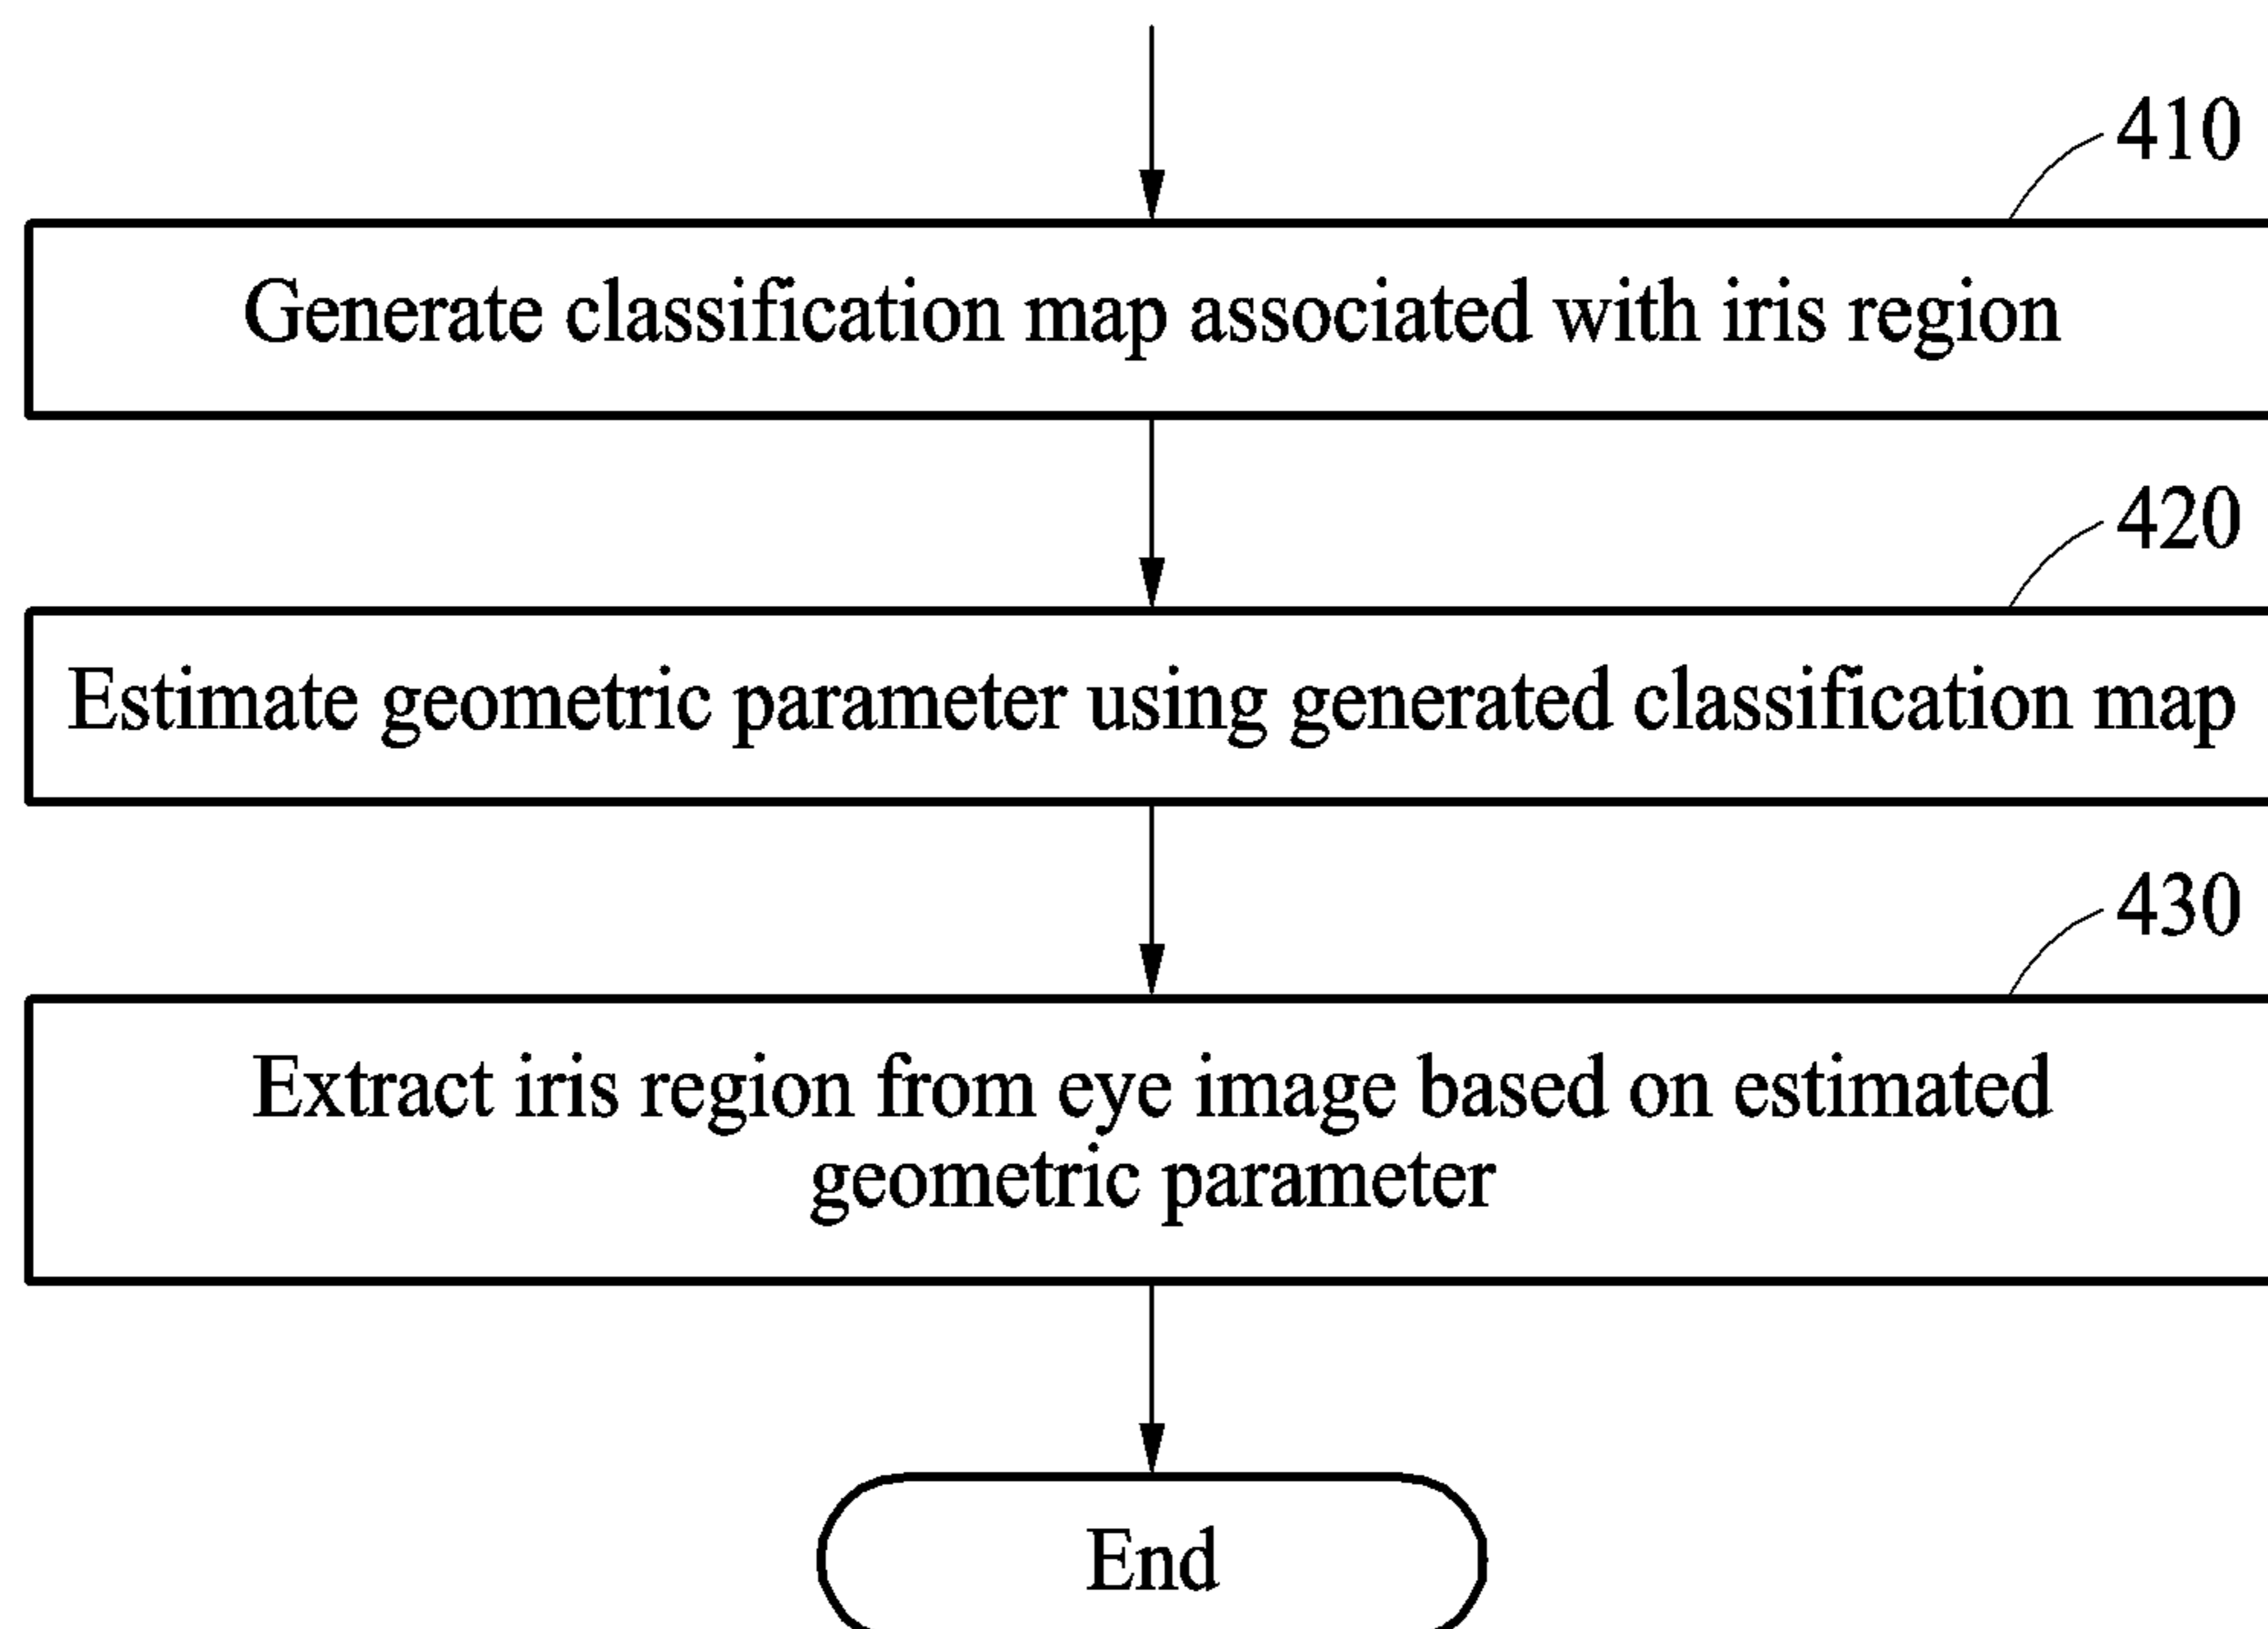 410
Generate classification map associated with iris region
420
Estimate geometric parameter using generated classification map
430
Extract iris region from eye image based on estimated
geometric parameter
End